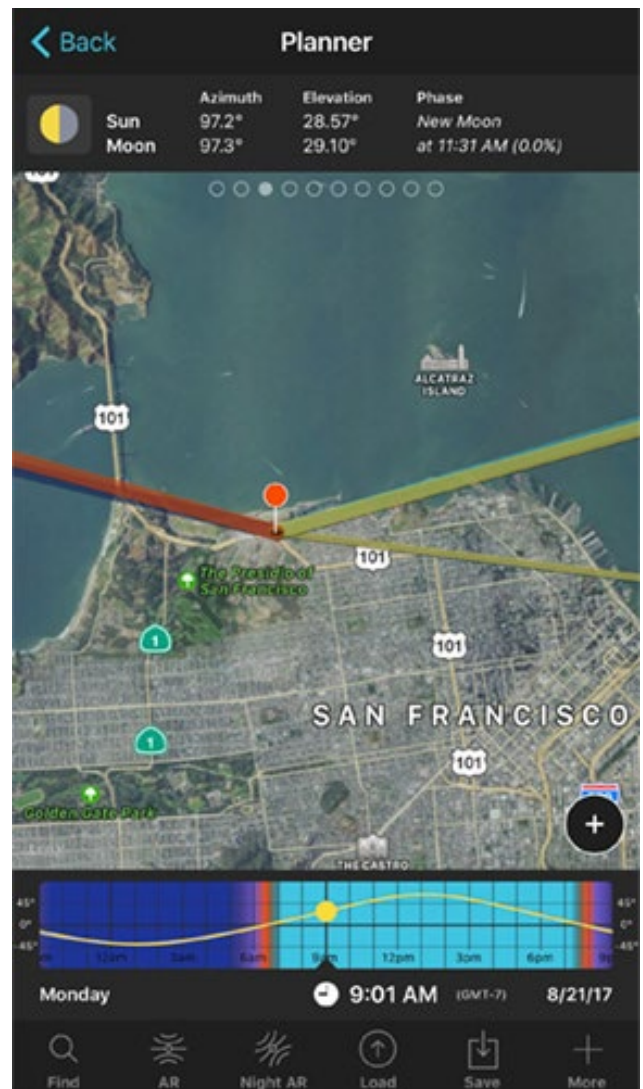 Back
Planner
Azimuth Elevation Phase
Sun 97.2° 28.57° New Moon
Moon 97.3° 29.10° at 11:31 AM (0.0%)
101
ALCATRAZ
ISLAND
101
101
The Presidio of
San Francisco
1
101
SAN FRANCISCO
1
101
Golden Gate Park
+
THE CASTRO
45° 45°
0° 0°
-45° -45°
12am 3am 6am 9am 12pm 3pm 6pm
Monday 9:01 AM (GMT-7) 8/21/17
Find AR Night AR Load Save More